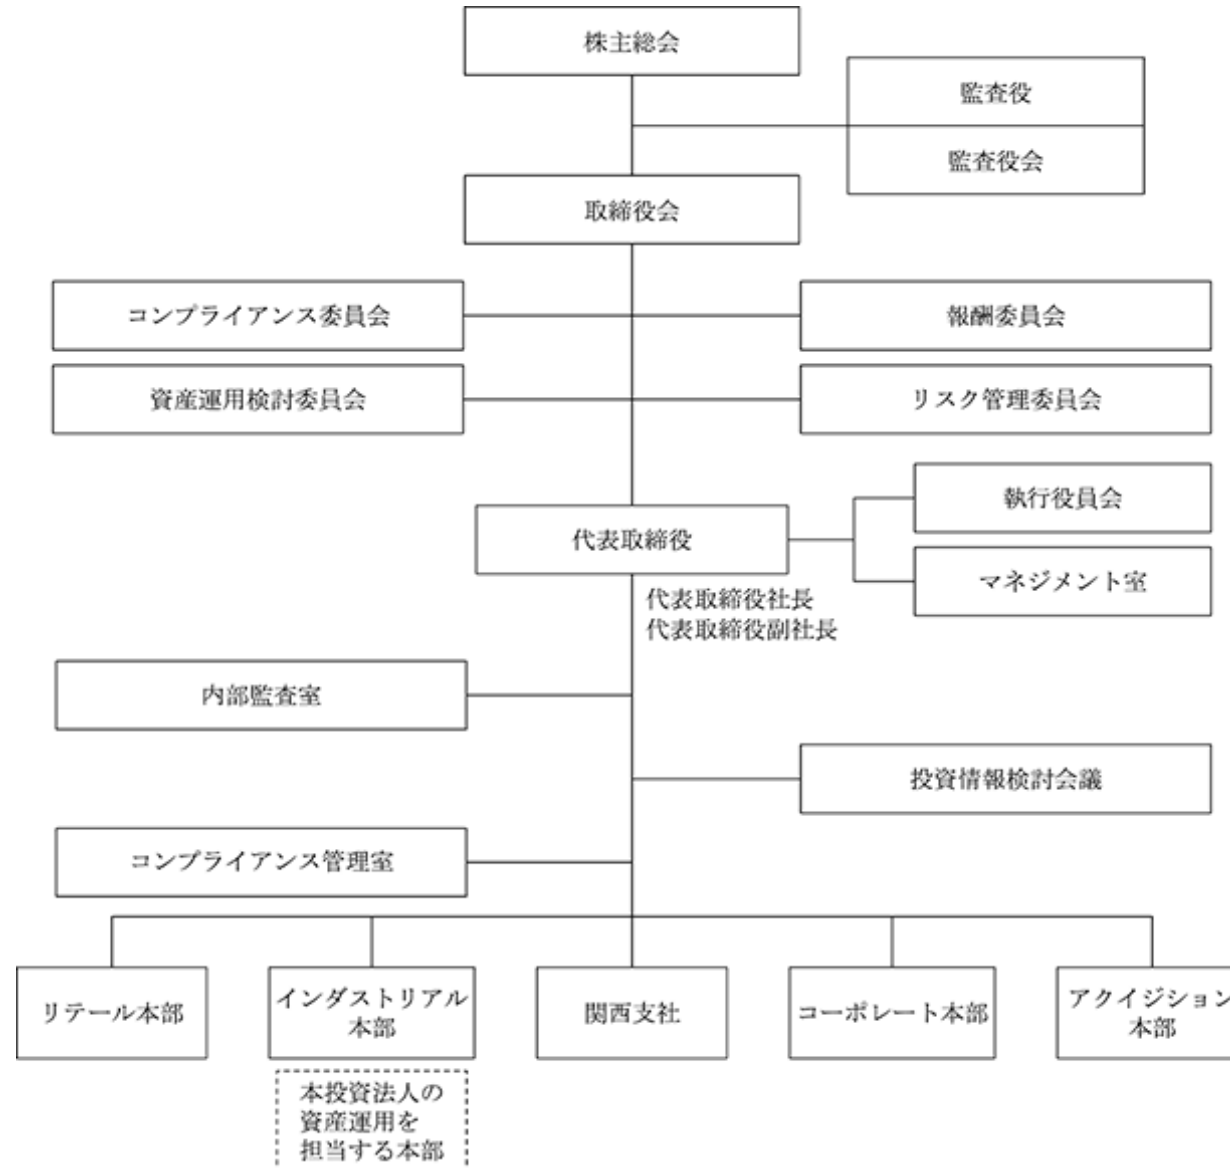 株主総会
監査役
監査役会
取締役会
コンプライアンス委員会
報酬委員会
資産運用検討委員会
リスク管理委員会
執行役員会
代表取締役
マネジメント室
代表取締役社長
代表取締役副社長
内部監査室
投資情報検討会議
コンプライアンス管理室
リテール本部
インダストリアル
本部
関西支社
コーポレート本部
アクイジション
本部
本投資法人の
資産運用を
担当する本部